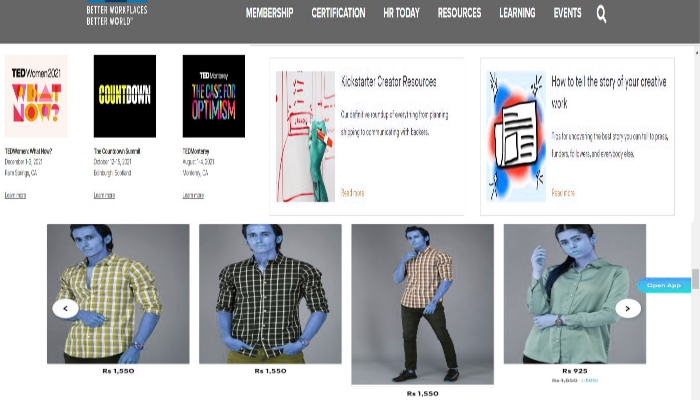 BETTER WORKPLACES
BETTER WORLD®
MEMBERSHIP
CERTIFICATION
HR TODAY
RESOURCES
LEARNING
EVENTS
TEDWomen2021
WHAT
NOW?
COUNTDOWN
TEDMonterey
THE CASE FOR
OPTIMISM
TEDWomen: What Now?
December 1-3, 2021
Palm Springs, CA
Learn more
The Countdown Summit
October 12-15, 2021
Edinburgh, Scotland
Learn more
TEDMonterey
August 1-4, 2021
Monterey, CA
Learn more
Kickstarter Creator Resources
Our definitive roundup of everything from planning
shipping to communicating with backers.
Read more
How to tell the story of your creative
work
Tips for uncovering the best story you can tell to press,
funders, followers, and everybody else.
Read more
Open App
Rs 1,550
Rs 1,550
Rs 1,550
Rs 925
Rs 1,850 (-50%)